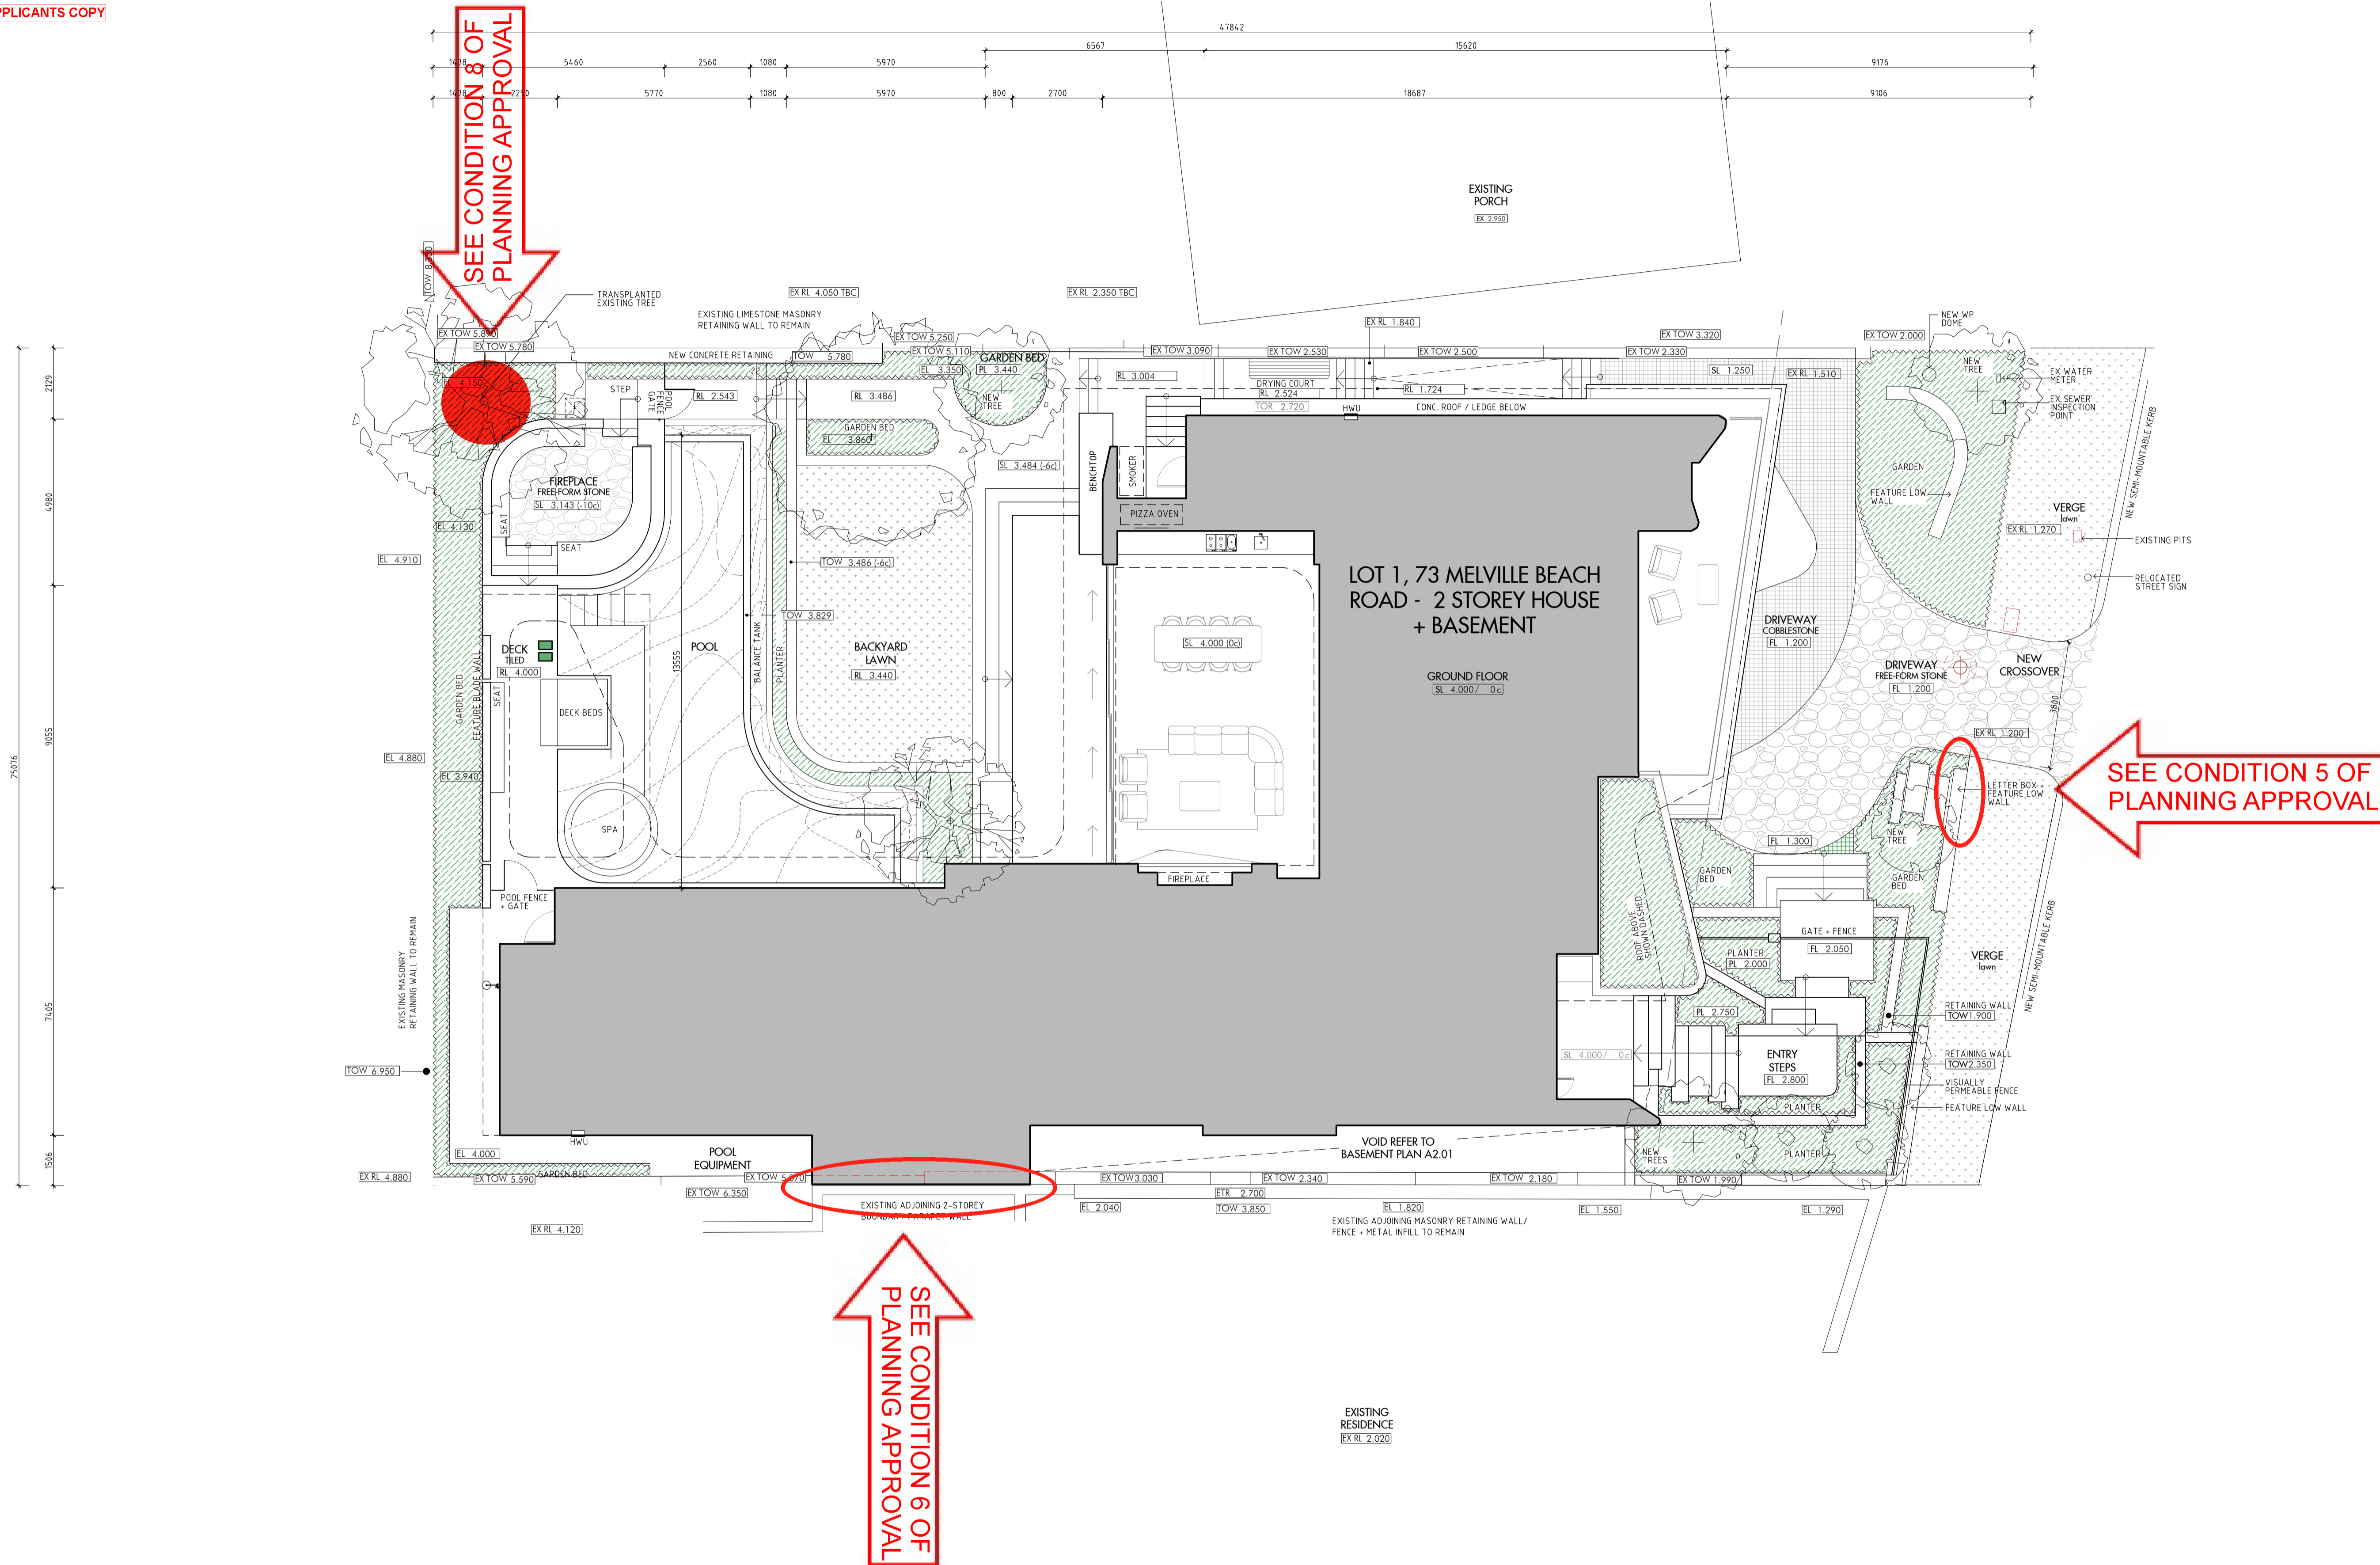 APPLICANTS COPY
SEE CONDITION 8 OF
PLANNING APPROVAL
47842
6567
15620
1478
5460
2560
1080
5970
9176
1478
2250
5770
1080
5970
800
2700
18687
9106
EXISTING
PORCH
EX 2.950
TRANSPLANTED
EXISTING TREE
EX RL 4.050 TBC
EX RL 2.350 TBC
EXISTING LIMESTONE MASONRY
RETAINING WALL TO REMAIN
EX RL 1.840
NEW WP
DOME
EX TOW 5.890
EX TOW 5.780
EX TOW 5.250
EX TOW 5.110
EX TOW 3.090
EX TOW 2.530
EX TOW 2.500
EX TOW 2.330
EX TOW 3.320
EX TOW 2.000
NEW CONCRETE RETAINING
TOW 5.780
GARDEN BED
EL 3.350
PL 3.440
NEW
TREE
EL 4.150
STEP
POOL
FENCE +
GATE
RL 2.543
RL 3.486
RL 3.004
DRYING COURT
RL 2.524
TOR 2.720
HWU
RL 1.724
CONC. ROOF / LEDGE BELOW
SL 1.250
EX RL 1.510
NEW
TREE
EX WATER
METER
EX SEWER
INSPECTION
POINT
NEW SEMI-MOUNTABLE KERB
GARDEN BED
EL 3.860
SL 3.484 (-6c)
BENCHTOP
SMOKER
PIZZA OVEN
GARDEN
FEATURE LOW
WALL
VERGE
lawn
EX RL 1.270
EXISTING PITS
RELOCATED
STREET SIGN
FIREPLACE
FREE-FORM STONE
SL 3.143 (-10c)
SEAT
SEAT
EL 4.130
EL 4.910
TOW 3.486 (-6c)
TOW 3.829
LOT 1, 73 MELVILLE BEACH
ROAD - 2 STOREY HOUSE
+ BASEMENT
GROUND FLOOR
SL 4.000/ 0c
SL 4.000 (0c)
DRIVEWAY
COBBLESTONE
FL 1.200
DRIVEWAY
FREE-FORM STONE
FL 1.200
NEW
CROSSOVER
3800
DECK
TILED
RL 4.000
POOL
13555
BALANCE TANK
PLANTER
BACKYARD
LAWN
RL 3.440
GARDEN BED
FEATURE BLADE WALL
SEAT
DECK BEDS
SPA
EL 4.880
EL 3.940
EX RL 1.200
LETTER BOX +
FEATURE LOW
WALL
SEE CONDITION 5 OF
PLANNING APPROVAL
FL 1.300
NEW
TREE
GARDEN
BED
GARDEN
BED
FIREPLACE
POOL FENCE
+ GATE
ROOF ABOVE
SHOWN DASHED
GATE + FENCE
FL 2.050
PLANTER
PL 2.000
VERGE
lawn
NEW SEMI-MOUNTABLE KERB
EXISTING MASONRY
RETAINING WALL TO REMAIN
PL 2.750
RETAINING WALL
TOW1.900
RETAINING WALL
TOW2.350
VISUALLY
PERMEABLE FENCE
FEATURE LOW WALL
SL 4.000/ 0c
ENTRY
STEPS
FL 2.800
PLANTER
TOW 6.950
HWU
EL 4.000
POOL
EQUIPMENT
VOID REFER TO
BASEMENT PLAN A2.01
NEW
TREES
PLANTER
EX RL 4.880
GARDEN BED
EX TOW 5.590
EX TOW 6.350
EX TOW3.030
EX TOW 2.340
EX TOW 2.180
EX TOW 1.990
EXISTING ADJOINING 2-STOREY
BOUNDARY PARAPET WALL
EL 2.040
ETR 2.700
TOW 3.850
EL 1.820
EL 1.550
EL 1.290
EXISTING ADJOINING MASONRY RETAINING WALL/
FENCE + METAL INFILL TO REMAIN
EX RL 4.120
SEE CONDITION 6 OF
PLANNING APPROVAL
EXISTING
RESIDENCE
EX RL 2.020
25076
2129
4980
9055
7405
1506